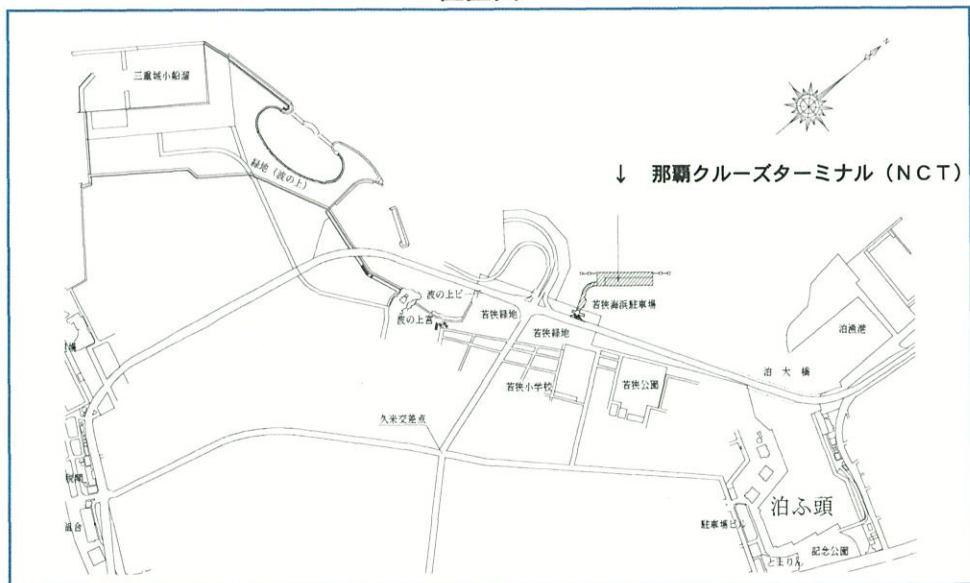 三重城小船溜
N
↓ 那覇クルーズターミナル（ＮＣＴ）
緑地（波の上）
波の上ビーチ
波の上宮
若狭緑地
若狭緑地
若狭海浜駐車場
泊漁港
泊大橋
若狭小学校
若狭公園
久米交差点
税関
泊ふ頭
駐車場ビル
記念公園
とまりん